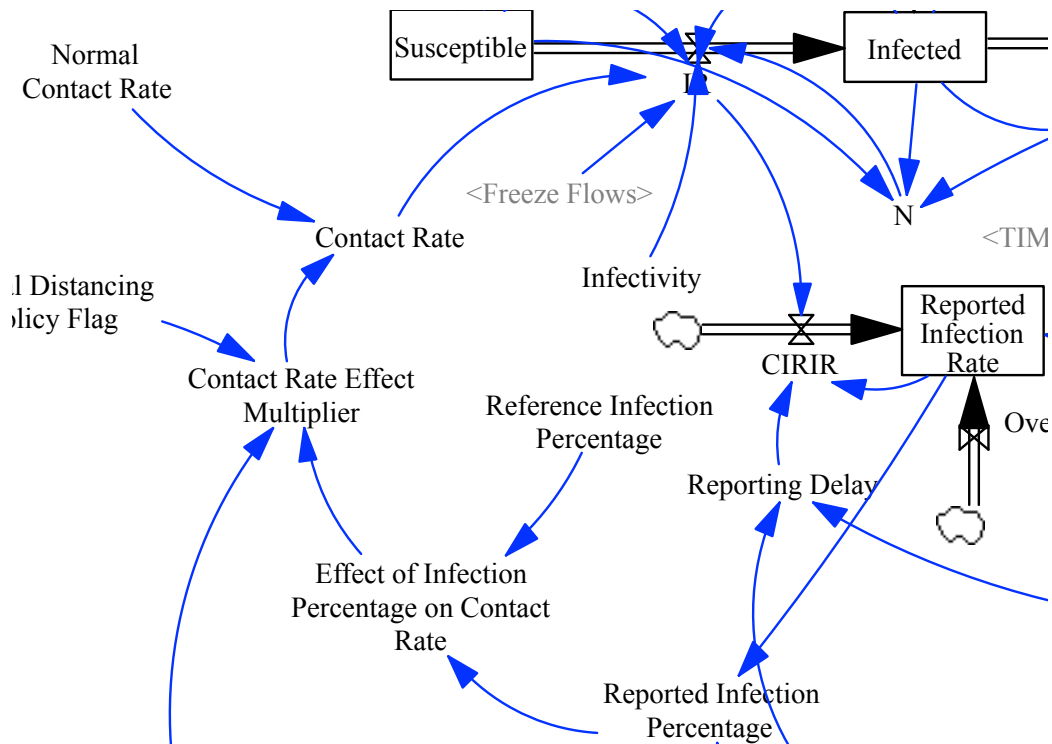 Normal
Contact Rate
Susceptible
Infected
IR
<Freeze Flows>
N
Contact Rate
<TIM
Infectivity
l Distancing
olicy Flag
Reported
Infection
Rate
CIRIR
Contact Rate Effect
Multiplier
Reference Infection
Percentage
Ove
Reporting Delay
Effect of Infection
Percentage on Contact
Rate
Reported Infection
Percentage